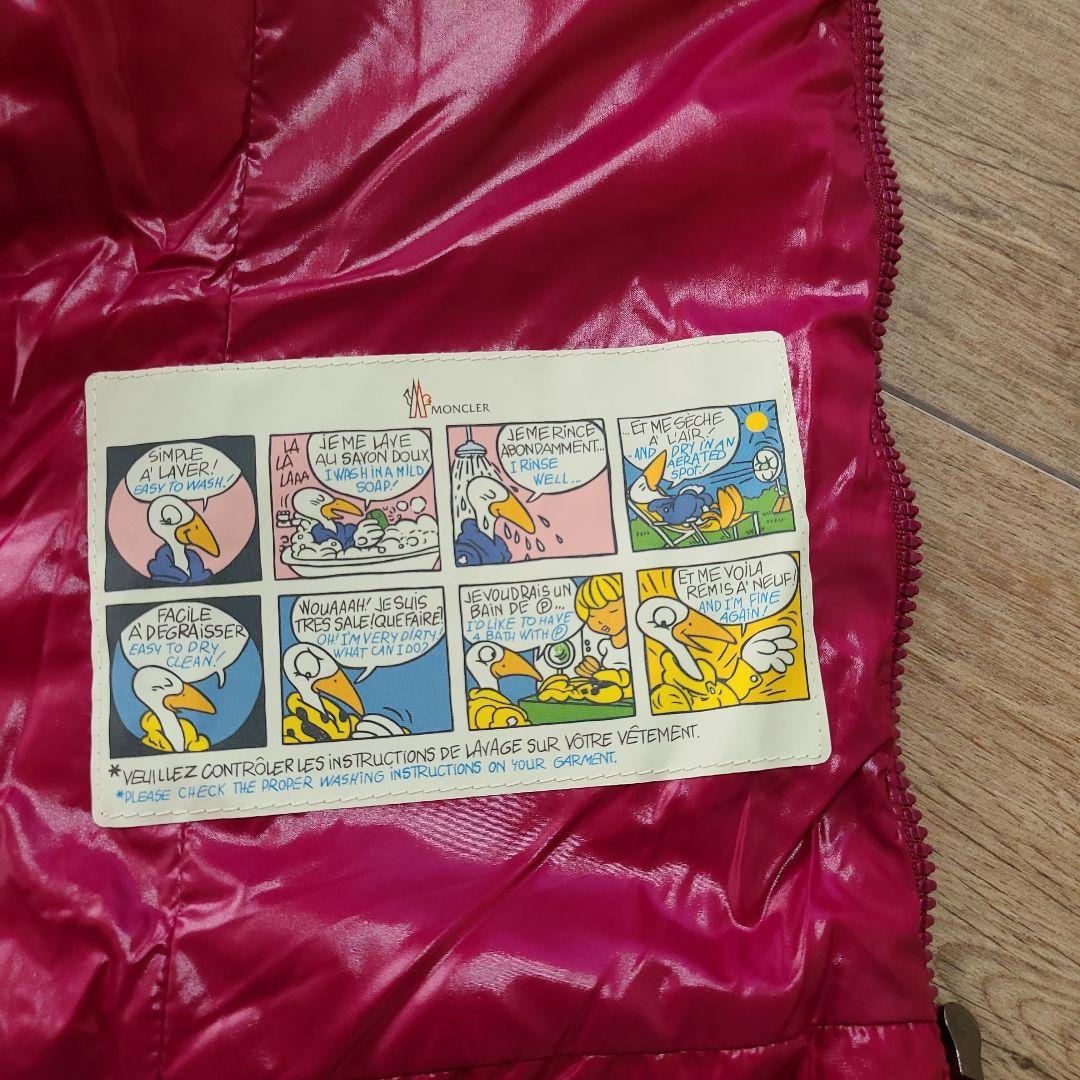 MONCLER
SIMPLE
A' LAVER!
EASY TO WASH!
LA
LA
LAAA
JE ME LAVE
AU SAVON DOUX
I WASH IN A MILD
SOAP!
JE ME RINCE
ABONDAMMENT...
I RINSE
WELL...
...ET ME SÈCHE
A' L'AIR!
-AND DRY IN AN
AERATED
SPOT!
FACILE
A' DÉGRAISSER
EASY TO DRY
CLEAN!
WOUAAAH! JE SUIS
TRES SALE! QUE FAIRE?
OH! I'M VERY DIRTY!
WHAT CAN I DO?
JE VOUDRAIS UN
BAIN DE Ⓟ...
I'D LIKE TO HAVE
A BATH WITH Ⓟ
ET ME VOILA
REMIS A' NEUF!
AND I'M FINE
AGAIN!
*VEUILLEZ CONTRÔLER LES INSTRUCTIONS DE LAVAGE SUR VÔTRE VÊTEMENT.
*PLEASE CHECK THE PROPER WASHING INSTRUCTIONS ON YOUR GARMENT.